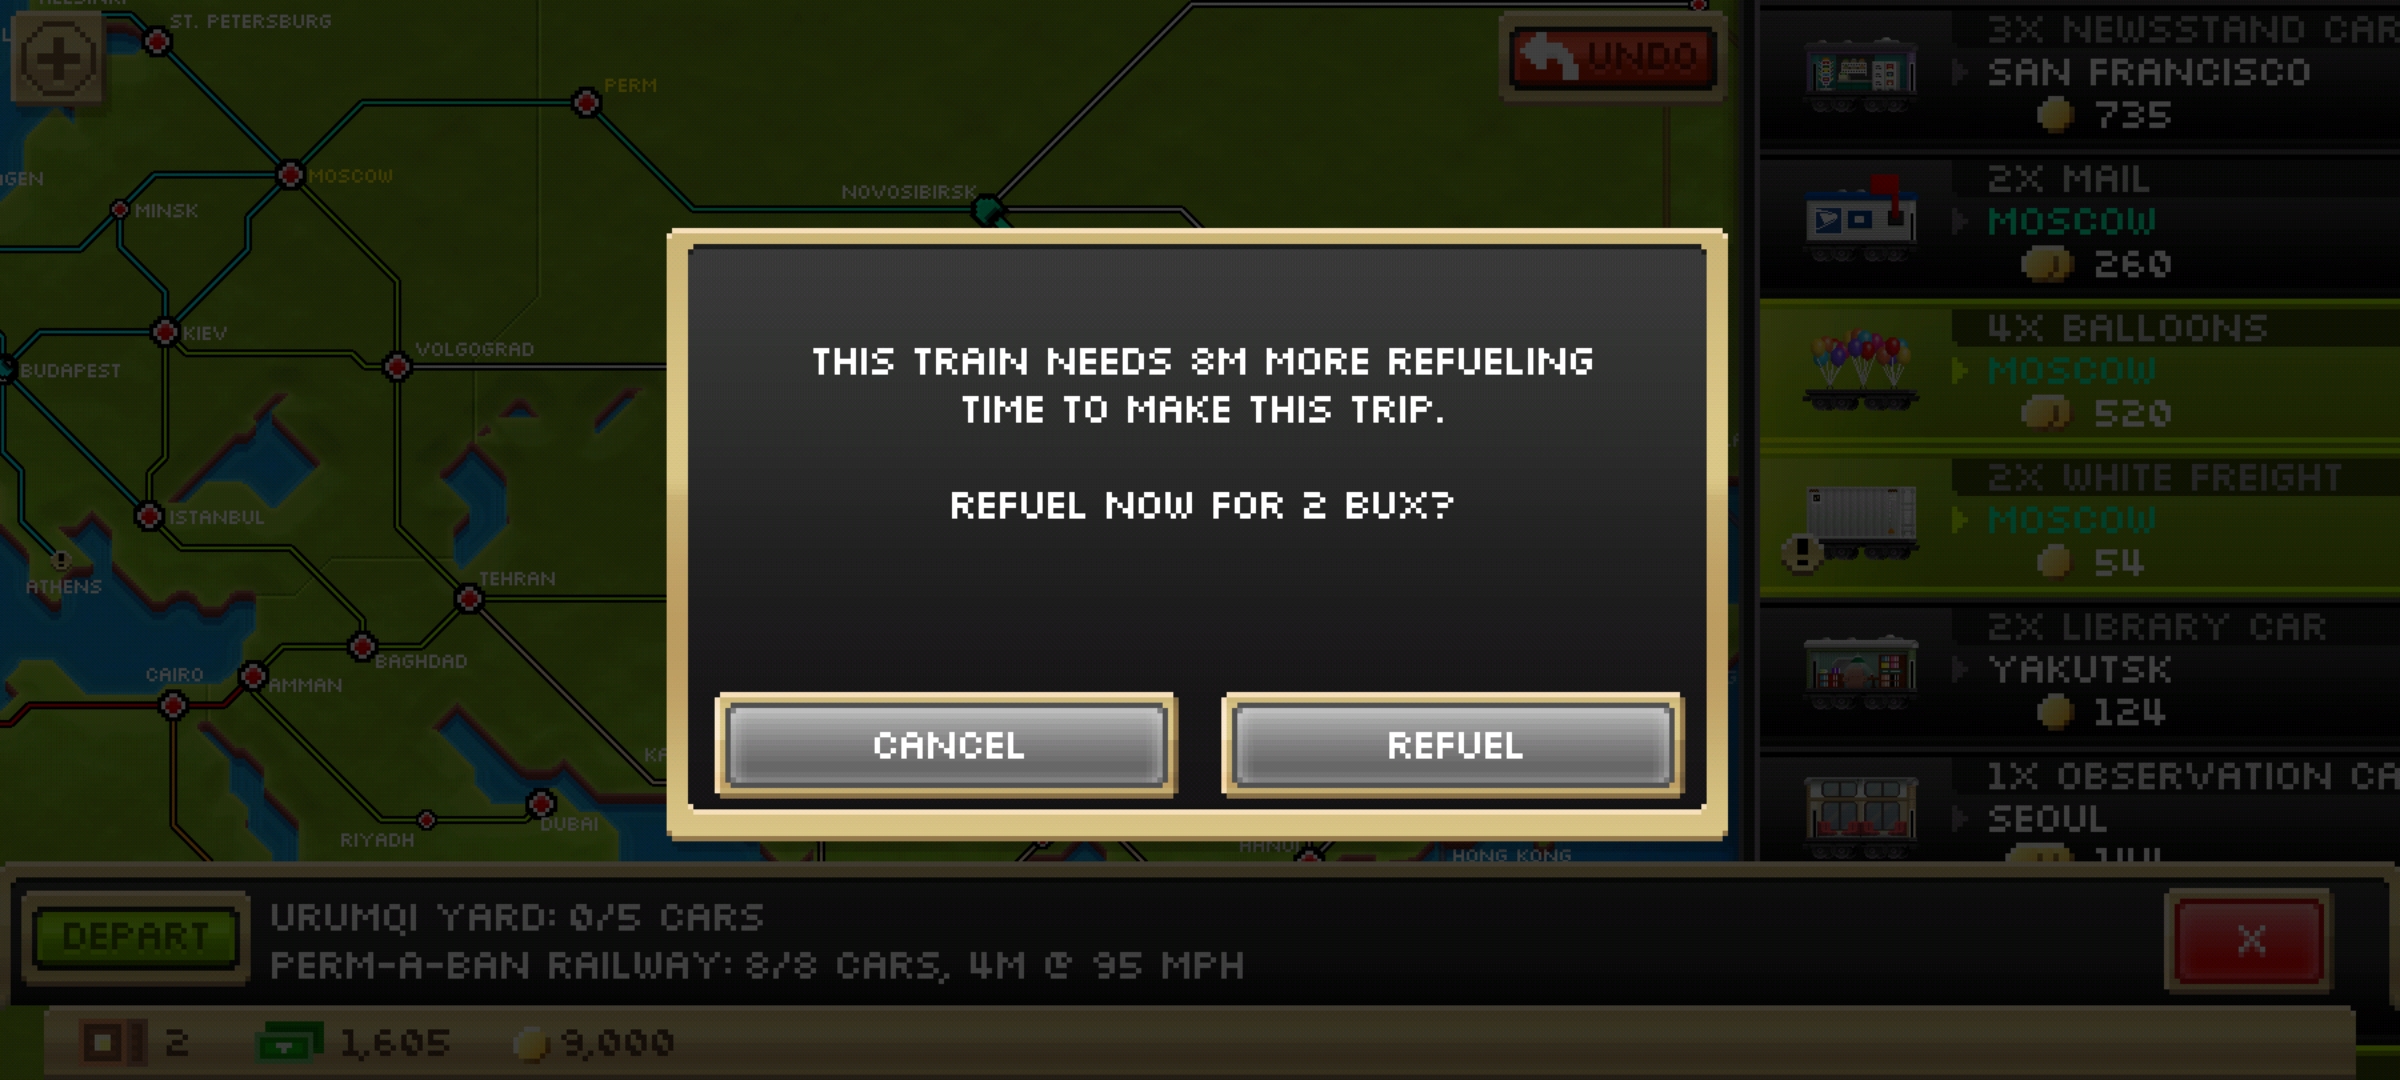 ST. PETERSBURG
PERM
UNDO
MOSCOW
NOVOSIBIRSK
MINSK
KIEV
VOLGOGRAD
BUDAPEST
ISTANBUL
ATHENS
TEHRAN
BAGHDAD
CAIRO
AMMAN
RIYADH
DUBAI
HONG KONG
THIS TRAIN NEEDS 8M MORE REFUELING
TIME TO MAKE THIS TRIP.
REFUEL NOW FOR 2 BUX?
CANCEL
REFUEL
3X NEWSSTAND CAR
SAN FRANCISCO
735
2X MAIL
MOSCOW
260
4X BALLOONS
MOSCOW
520
2X WHITE FREIGHT
MOSCOW
54
2X LIBRARY CAR
YAKUTSK
124
1X OBSERVATION CA
SEOUL
DEPART
URUMQI YARD: 0/5 CARS
PERM-A-BAN RAILWAY: 8/8 CARS, 4M @ 95 MPH
X
2
1,605
9,000